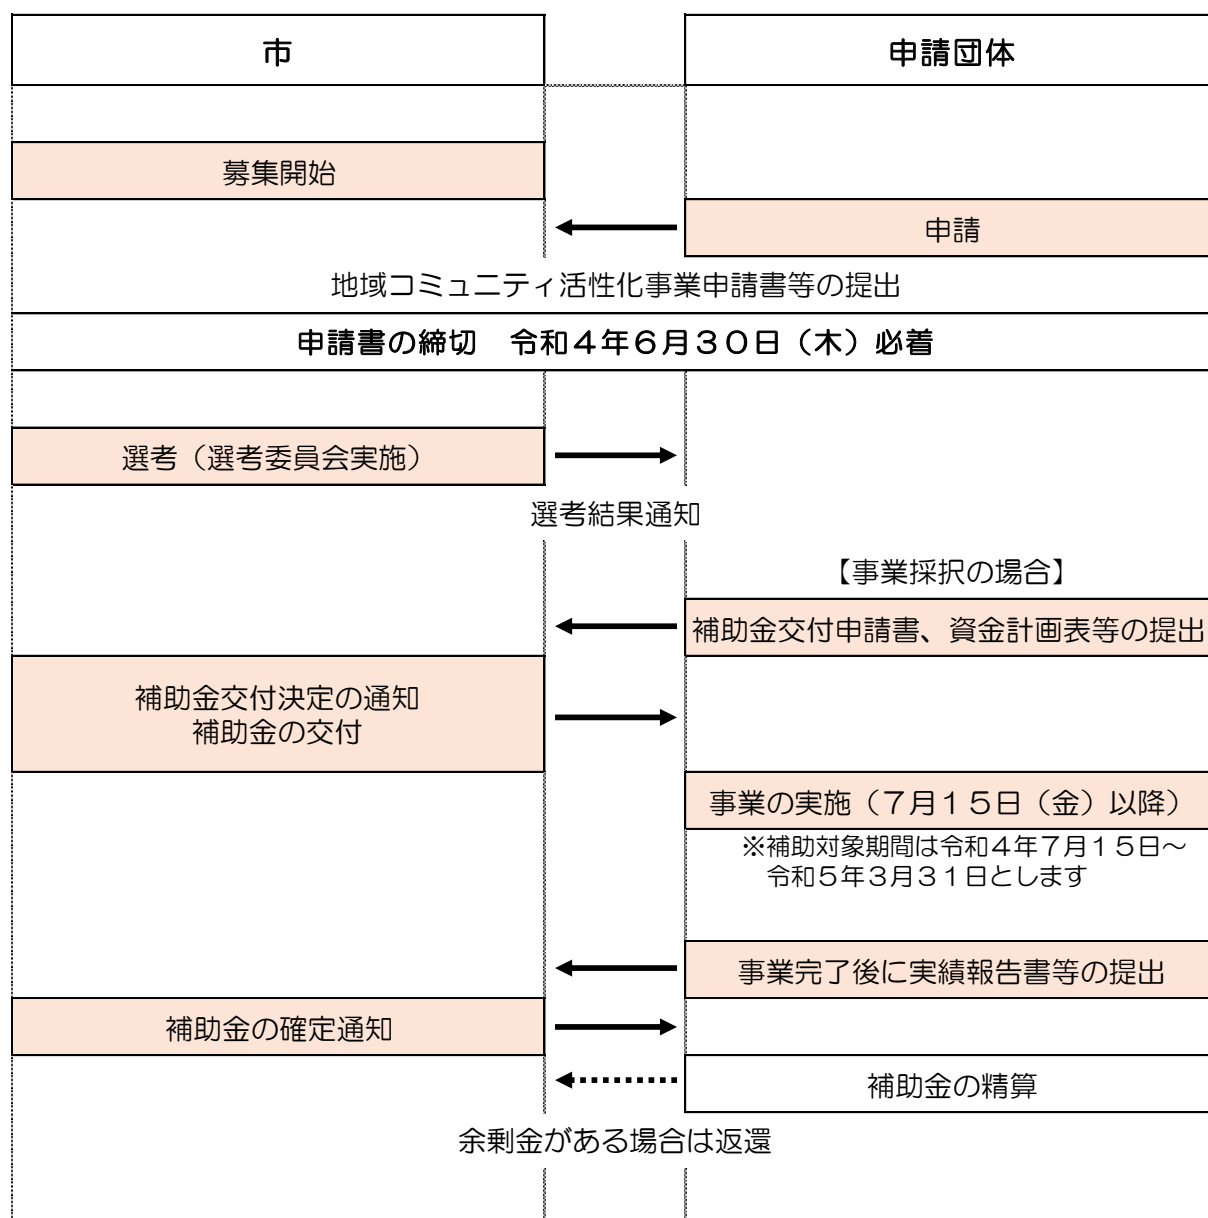 市
申請団体
募集開始
申請
地域コミュニティ活性化事業申請書等の提出
申請書の締切　令和４年６月３０日（木）必着
選考（選考委員会実施）
選考結果通知
【事業採択の場合】
補助金交付申請書、資金計画表等の提出
補助金交付決定の通知
補助金の交付
事業の実施（７月１５日（金）以降）
※補助対象期間は令和４年７月１５日～
令和５年３月３１日とします
事業完了後に実績報告書等の提出
補助金の確定通知
補助金の精算
余剰金がある場合は返還